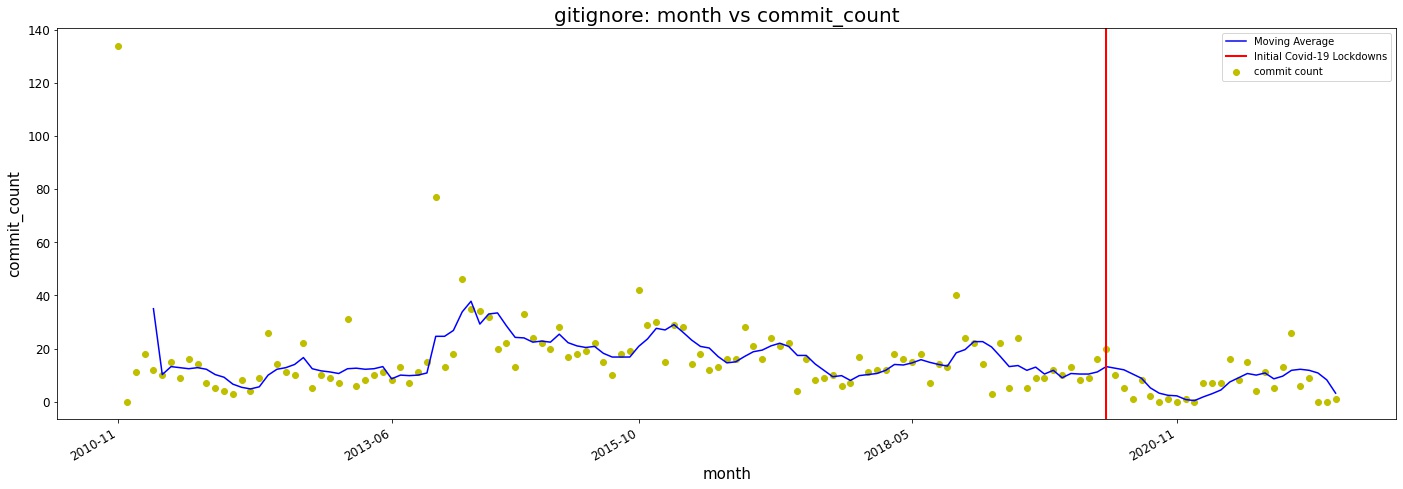 gitignore: month vs commit_count
Moving Average
Initial Covid-19 Lockdowns
commit count
commit_count
140
120
100
80
60
40
20
0
2010-11
2013-06
2015-10
2018-05
2020-11
month